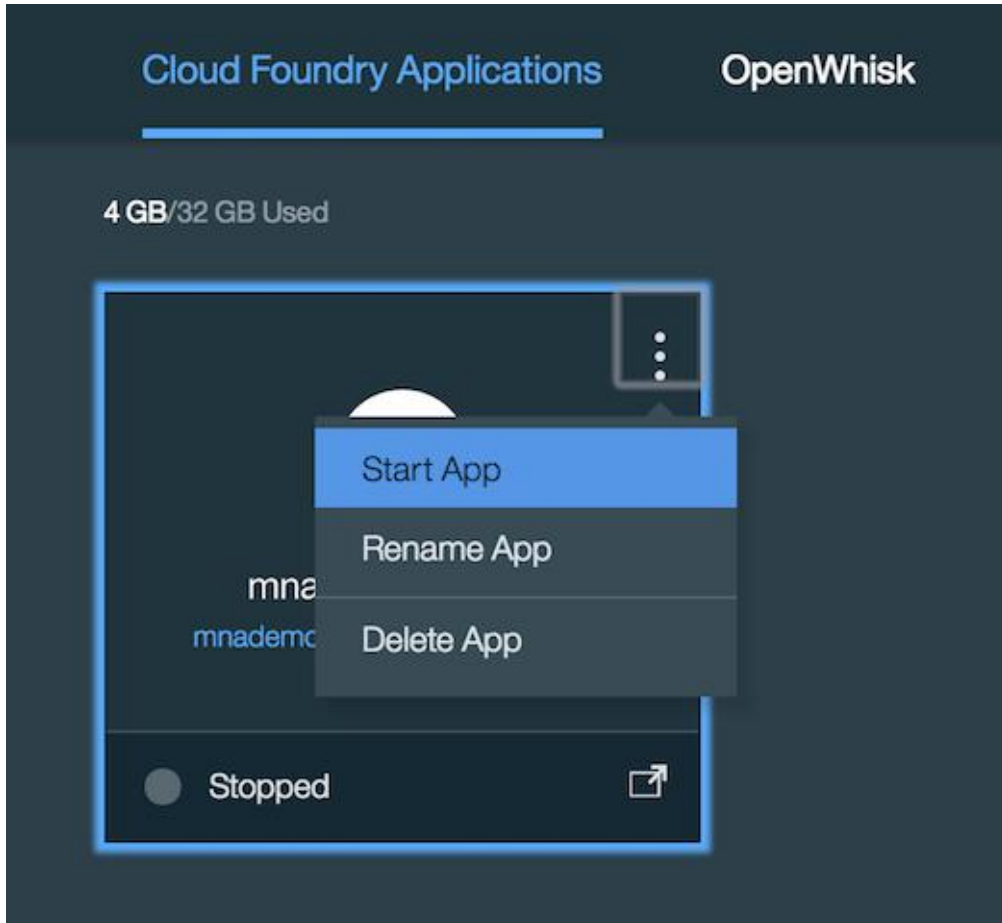 Cloud Foundry Applications OpenWhisk
4 GB/32 GB Used
Start App
Rename App
mna
mnademo
Delete App
Stopped